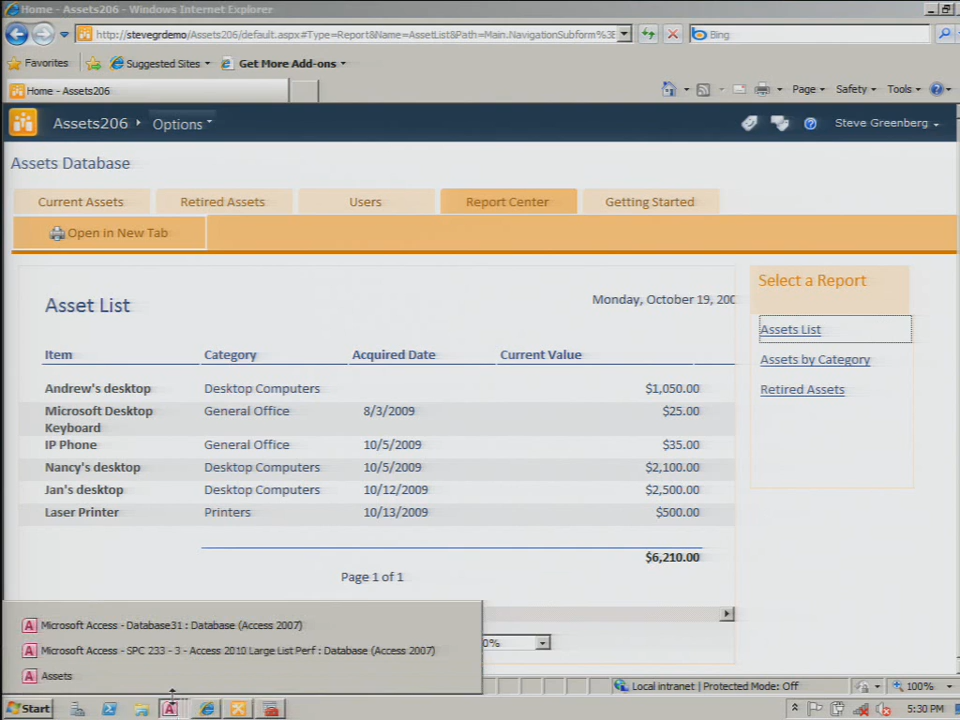 Home - Assets206 - Windows Internet Explorer
http://stevegrdemo/Assets206/default.aspx#Type=Report&Name=AssetList&Path=Main.NavigationSubform%3E
Bing
Favorites Suggested Sites Get More Add-ons
Home - Assets206
Page Safety Tools
Assets206 Options Steve Greenberg
Assets Database
Current Assets Retired Assets Users Report Center Getting Started
Open in New Tab
Select a Report
Asset List Monday, October 19, 200
Assets List
Item Category Acquired Date Current Value
Assets by Category
Andrew's desktop Desktop Computers $1,050.00
Retired Assets
Microsoft Desktop General Office 8/3/2009 $25.00
Keyboard
IP Phone General Office 10/5/2009 $35.00
Nancy's desktop Desktop Computers 10/5/2009 $2,100.00
Jan's desktop Desktop Computers 10/12/2009 $2,500.00
Laser Printer Printers 10/13/2009 $500.00
$6,210.00
Page 1 of 1
Microsoft Access - Database31 : Database (Access 2007)
0%
Microsoft Access - SPC 233 - 3 - Access 2010 Large List Perf : Database (Access 2007)
Assets
Local intranet | Protected Mode: Off 100%
Start 5:30 PM